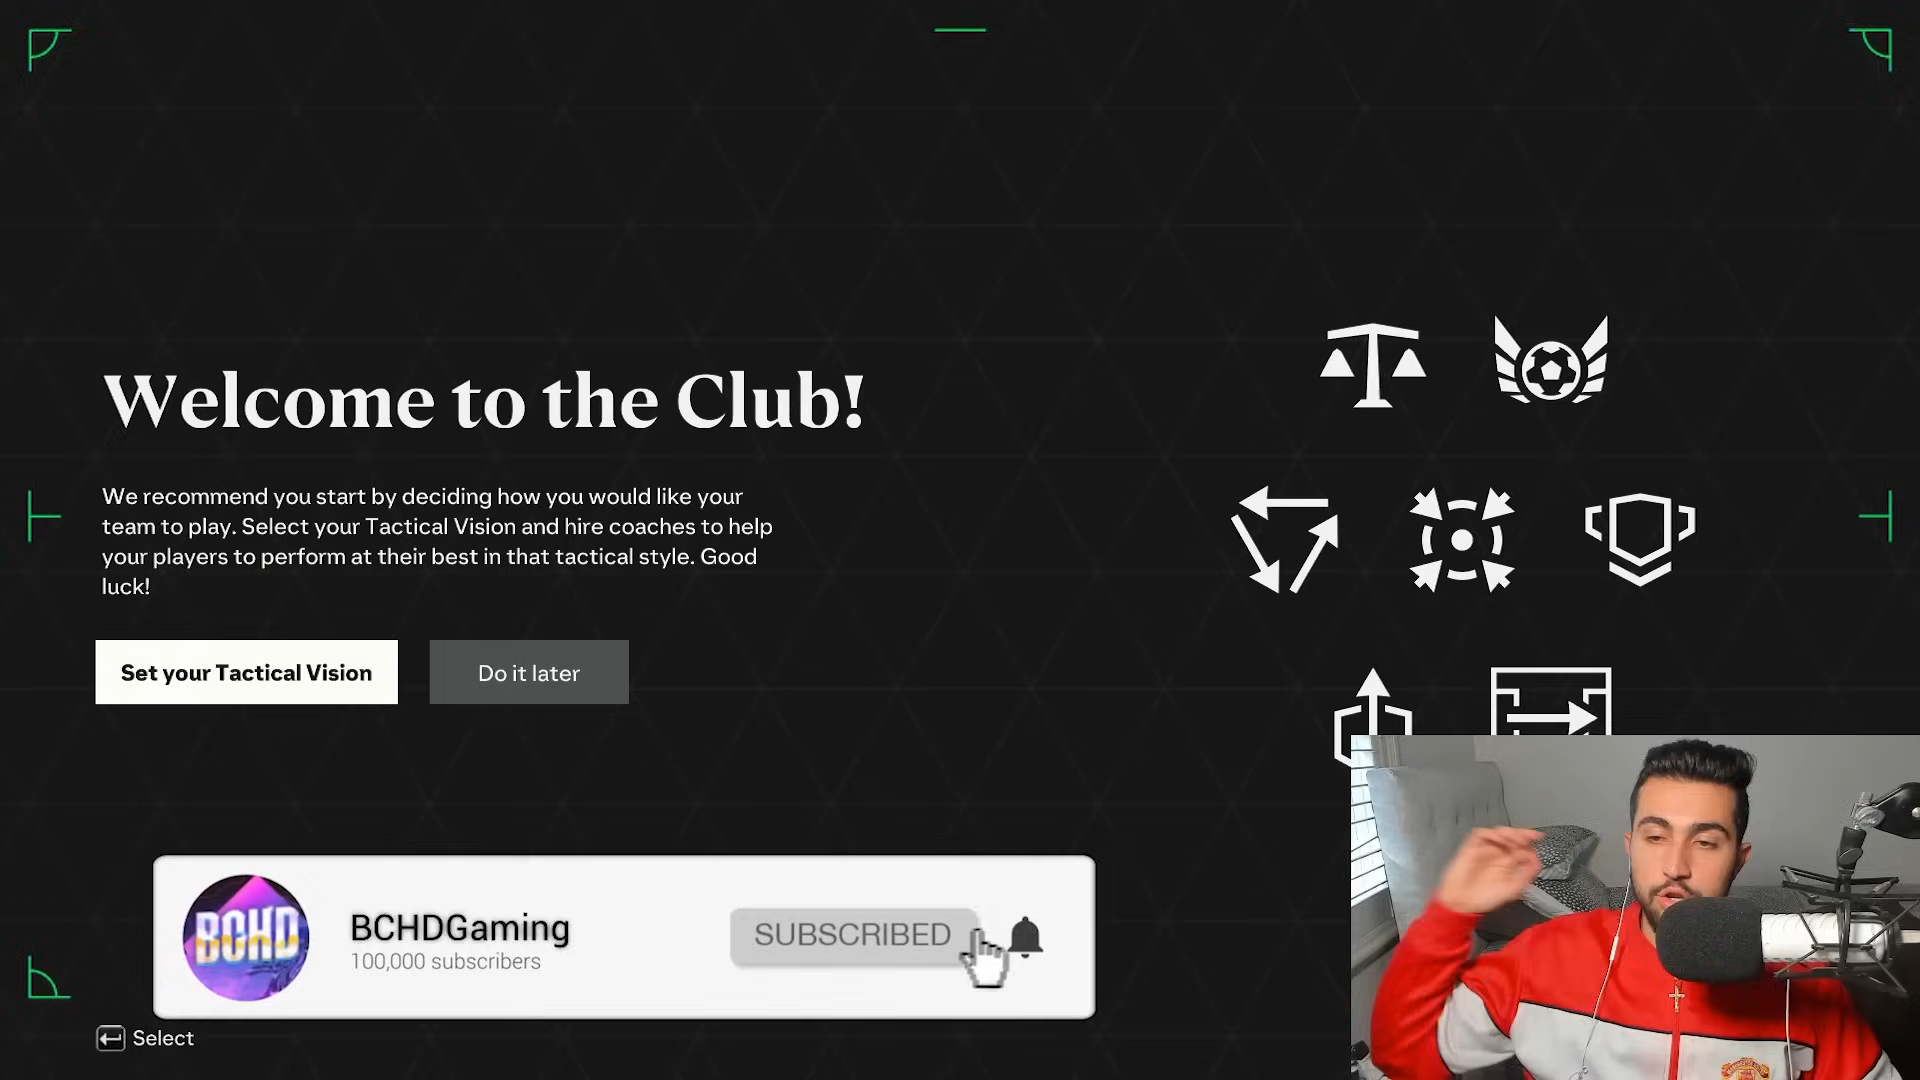 Welcome to the Club!
We recommend you start by deciding how you would like your
team to play. Select your Tactical Vision and hire coaches to help
your players to perform at their best in that tactical style. Good
luck!
Set your Tactical Vision
Do it later
BCHD
BCHDGaming
100,000 subscribers
SUBSCRIBED
Select